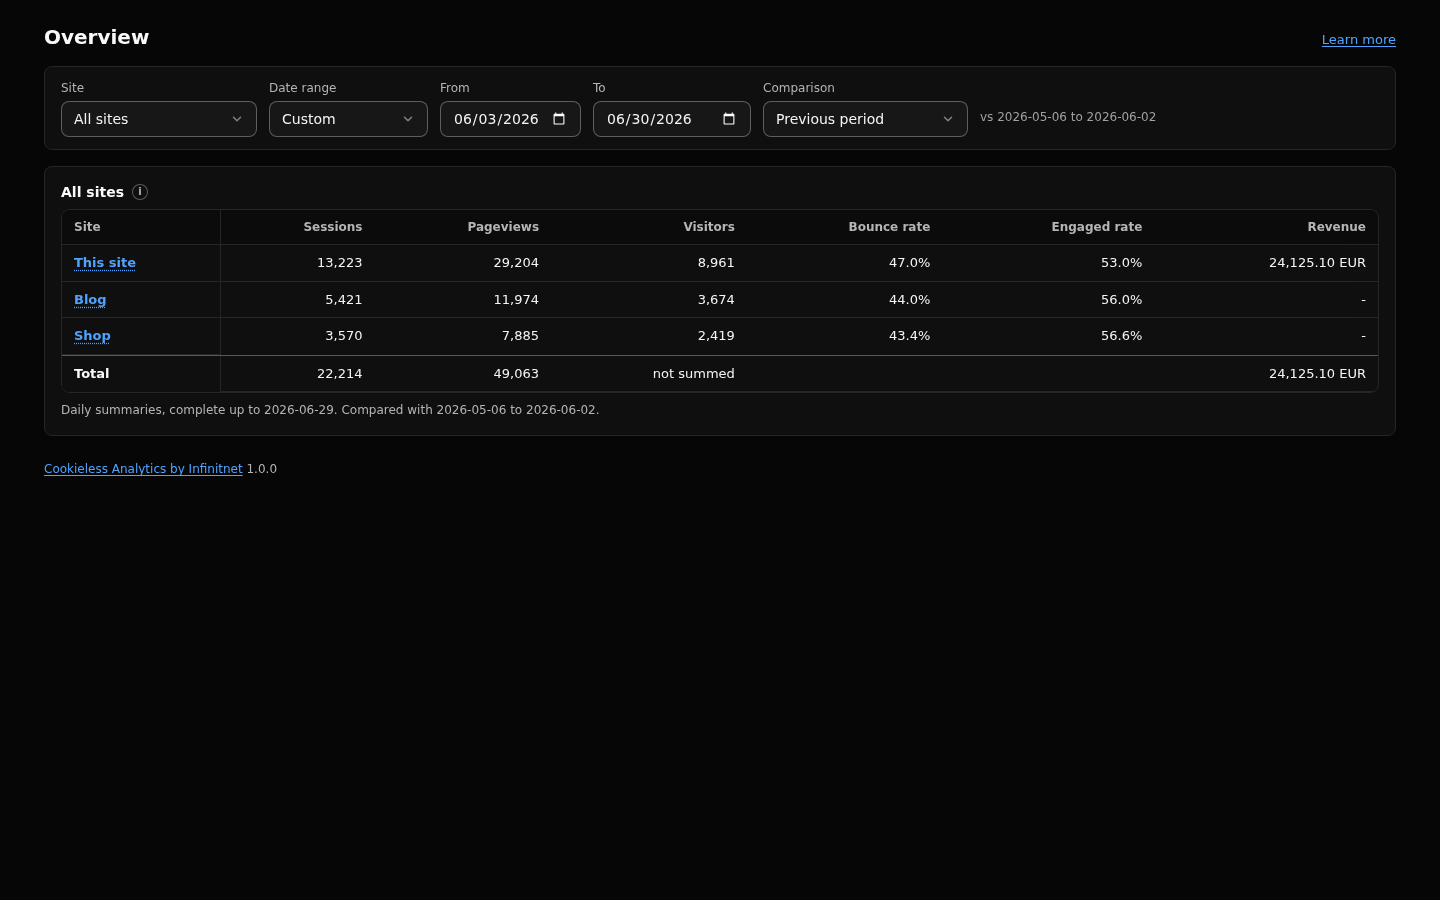 Overview
Learn more
Site
Date range
From
To
Comparison
All sites
Custom
06/03/2026
06/30/2026
Previous period
vs 2026-05-06 to 2026-06-02
All sites i
Site Sessions Pageviews Visitors Bounce rate Engaged rate Revenue
This site 13,223 29,204 8,961 47.0% 53.0% 24,125.10 EUR
Blog 5,421 11,974 3,674 44.0% 56.0% -
Shop 3,570 7,885 2,419 43.4% 56.6% -
Total 22,214 49,063 not summed 24,125.10 EUR
Daily summaries, complete up to 2026-06-29. Compared with 2026-05-06 to 2026-06-02.
Cookieless Analytics by Infinitnet 1.0.0